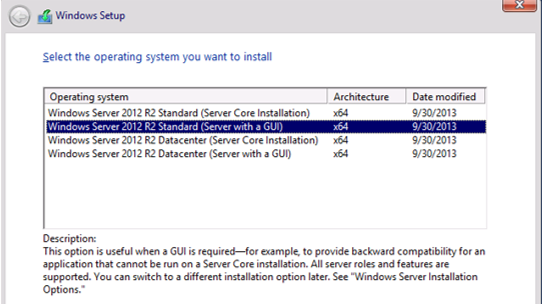 Windows Setup
Select the operating system you want to install
Operating system Architecture Date modified
Windows Server 2012 R2 Standard (Server Core Installation) x64 9/30/2013
Windows Server 2012 R2 Standard (Server with a GUI) x64 9/30/2013
Windows Server 2012 R2 Datacenter (Server Core Installation) x64 9/30/2013
Windows Server 2012 R2 Datacenter (Server with a GUI) x64 9/30/2013
Description:
This option is useful when a GUI is required—for example, to provide backward compatibility for an
application that cannot be run on a Server Core installation. All server roles and features are
supported. You can switch to a different installation option later. See "Windows Server Installation
Options."